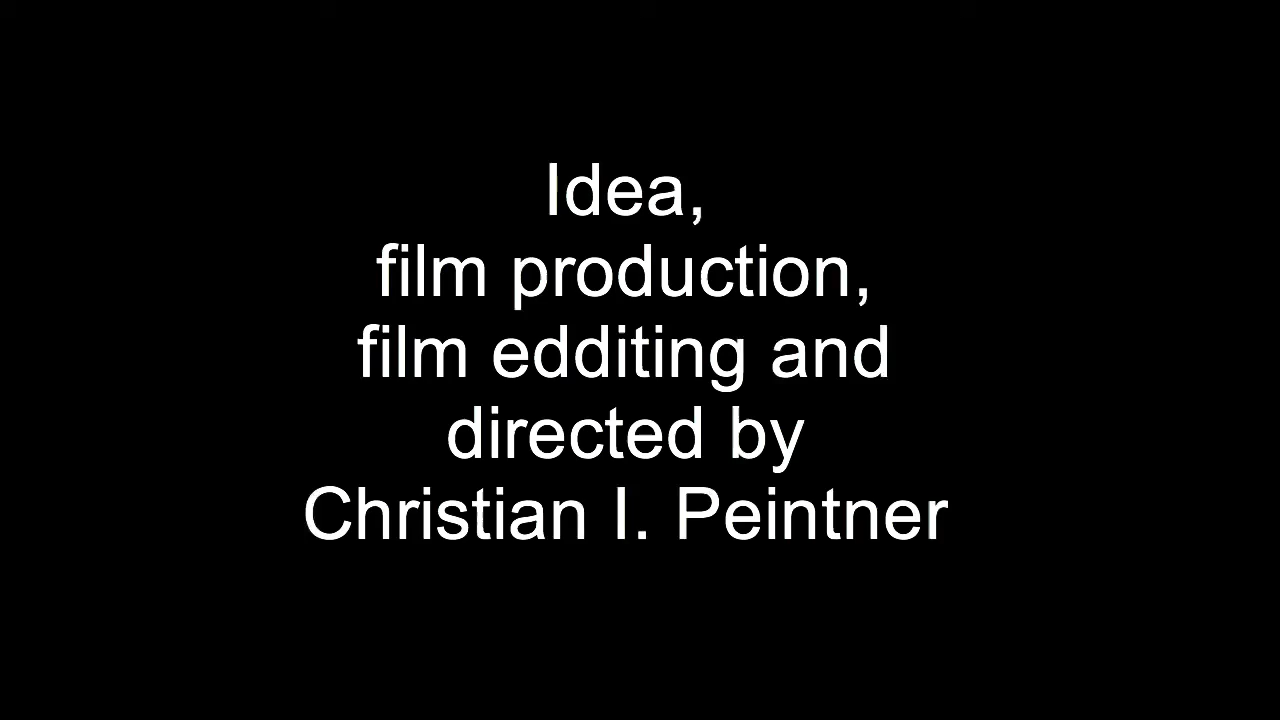 Idea,
film production,
film edditing and
directed by
Christian I. Peintner